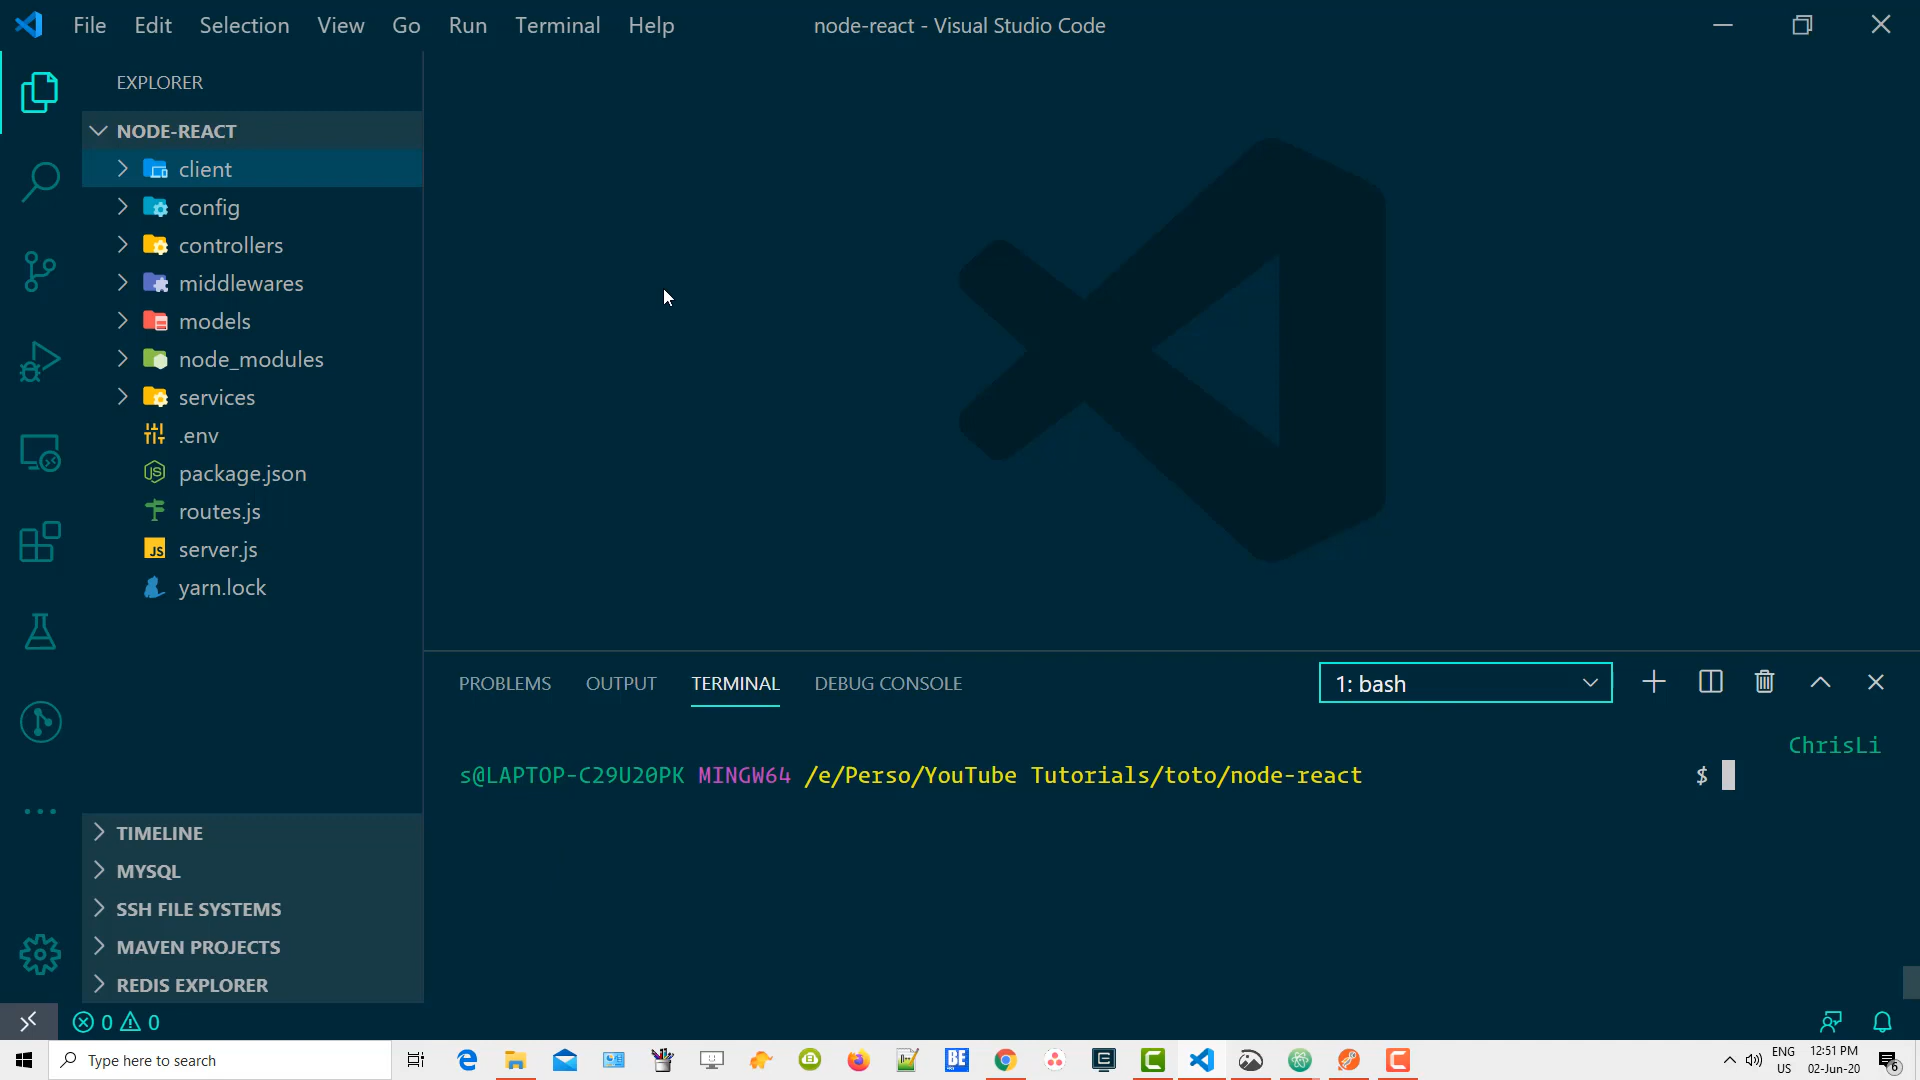 File Edit Selection View Go Run Terminal Help
node-react - Visual Studio Code
EXPLORER
NODE-REACT
client
config
controllers
middlewares
models
node_modules
services
.env
package.json
routes.js
JS server.js
yarn.lock
TIMELINE
MYSQL
SSH FILE SYSTEMS
MAVEN PROJECTS
REDIS EXPLORER
PROBLEMS OUTPUT TERMINAL DEBUG CONSOLE
1: bash
ChrisLi
s@LAPTOP-C29U20PK MINGW64 /e/Perso/YouTube Tutorials/toto/node-react $
0 0
Type here to search
BE
ENG
US
12:51 PM
02-Jun-20
6